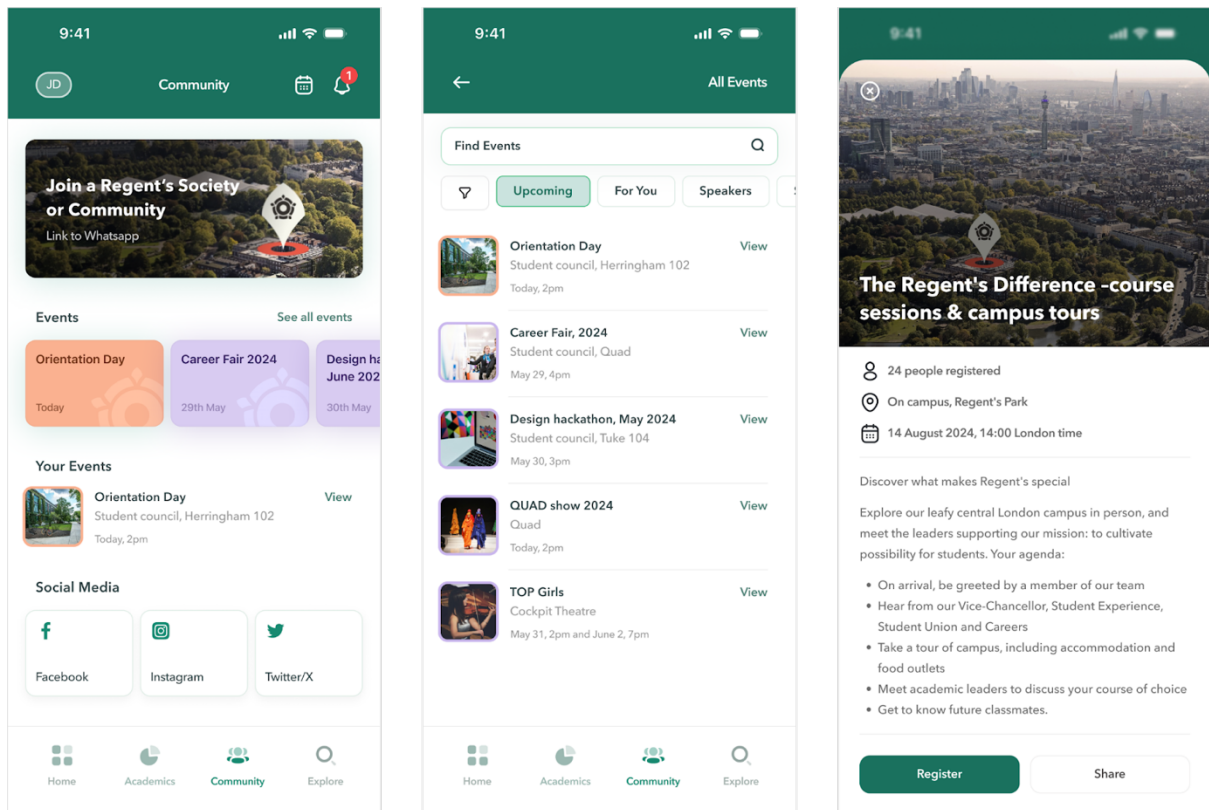 9:41
JD
Community
1
Join a Regent's Society
or Community
Link to Whatsapp
Events
See all events
Orientation Day
Today
Career Fair 2024
29th May
Design ha
June 202
30th May
Your Events
Orientation Day
View
Student council, Herringham 102
Today, 2pm
Social Media
Facebook
Instagram
Twitter/X
Home
Academics
Community
Explore
9:41
All Events
Find Events
Upcoming
For You
Speakers
Orientation Day
View
Student council, Herringham 102
Today, 2pm
Career Fair, 2024
View
Student council, Quad
May 29, 4pm
Design hackathon, May 2024
View
Student council, Tuke 104
May 30, 3pm
QUAD show 2024
View
Quad
Today, 2pm
TOP Girls
View
Cockpit Theatre
May 31, 2pm and June 2, 7pm
Home
Academics
Community
Explore
9:41
The Regent's Difference -course
sessions & campus tours
24 people registered
On campus, Regent's Park
14 August 2024, 14:00 London time
Discover what makes Regent's special
Explore our leafy central London campus in person, and
meet the leaders supporting our mission: to cultivate
possibility for students. Your agenda:
• On arrival, be greeted by a member of our team
• Hear from our Vice-Chancellor, Student Experience,
Student Union and Careers
• Take a tour of campus, including accommodation and
food outlets
• Meet academic leaders to discuss your course of choice
• Get to know future classmates.
Register
Share